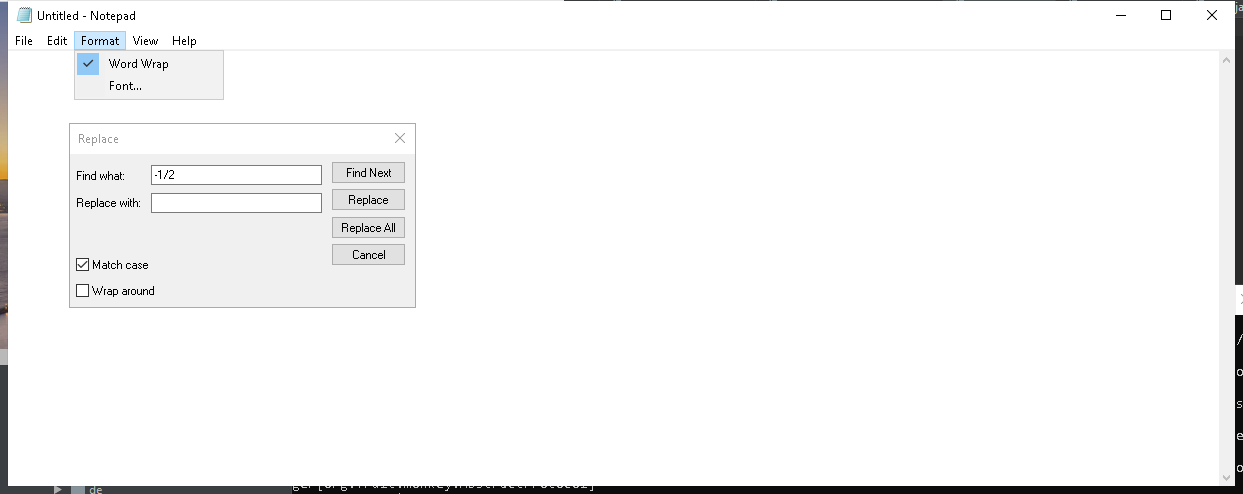 Untitled - Notepad
File Edit Format View Help
Word Wrap
Font...
Replace
Find what: -1/2 Find Next
Replace with: Replace
Replace All
Cancel
Match case
Wrap around
de